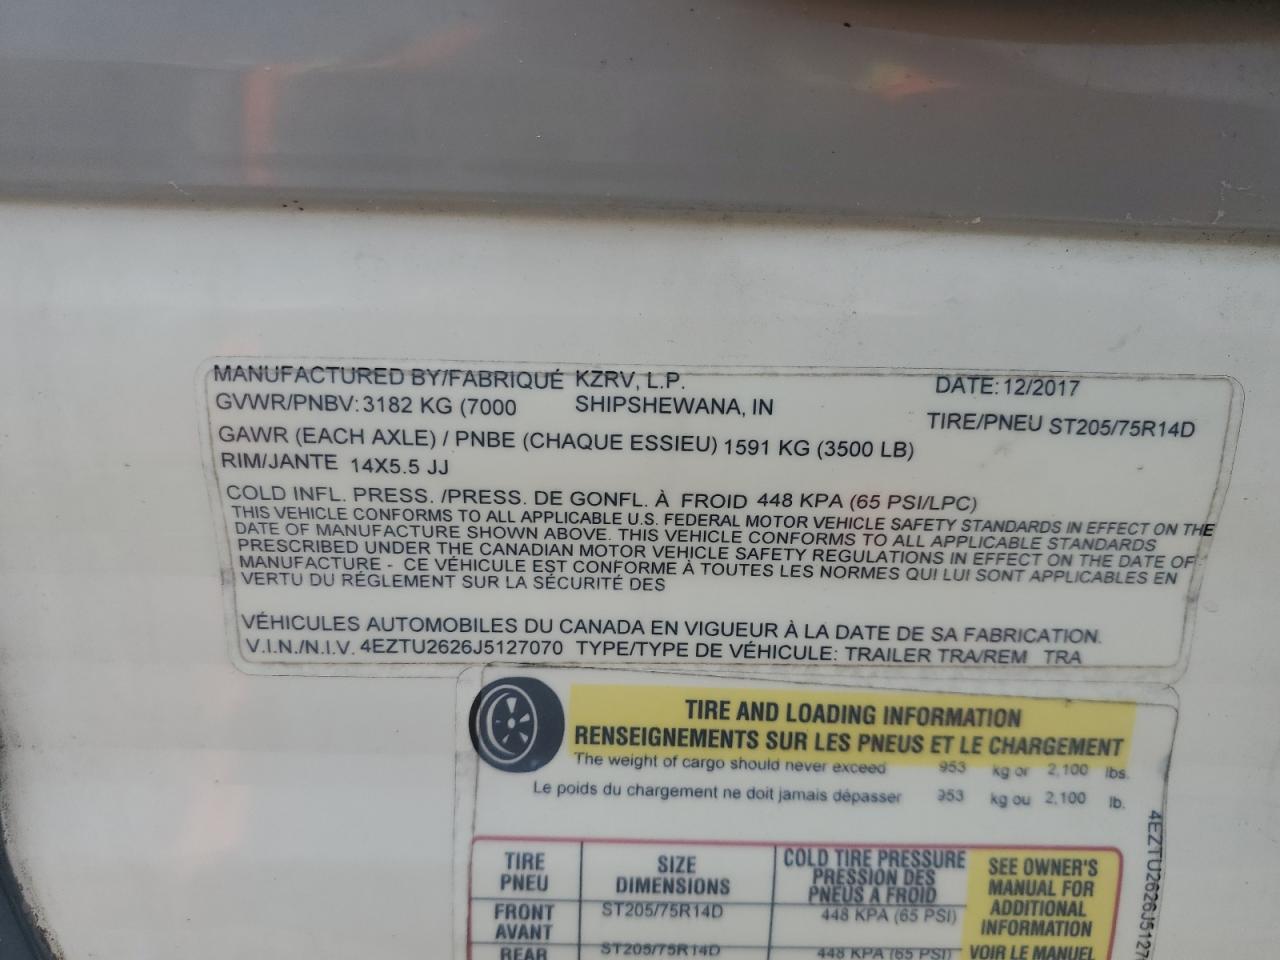 MANUFACTURED BY/FABRIQUÉ KZRV, L.P. DATE: 12/2017
GVWR/PNBV: 3182 KG (7000 SHIPSHEWANA, IN TIRE/PNEU ST205/75R14D
GAWR (EACH AXLE) / PNBE (CHAQUE ESSIEU) 1591 KG (3500 LB)
RIM/JANTE 14X5.5 JJ
COLD INFL. PRESS. /PRESS. DE GONFL. À FROID 448 KPA (65 PSI/LPC)
THIS VEHICLE CONFORMS TO ALL APPLICABLE U.S. FEDERAL MOTOR VEHICLE SAFETY STANDARDS IN EFFECT ON THE
DATE OF MANUFACTURE SHOWN ABOVE. THIS VEHICLE CONFORMS TO ALL APPLICABLE STANDARDS
PRESCRIBED UNDER THE CANADIAN MOTOR VEHICLE SAFETY REGULATIONS IN EFFECT ON THE DATE OF
MANUFACTURE - CE VÉHICULE EST CONFORME À TOUTES LES NORMES QUI LUI SONT APPLICABLES EN
VERTU DU RÉGLEMENT SUR LA SÉCURITÉ DES
VÉHICULES AUTOMOBILES DU CANADA EN VIGUEUR À LA DATE DE SA FABRICATION.
V.I.N./N.I.V. 4EZTU2626J5127070 TYPE/TYPE DE VÉHICULE: TRAILER TRA/REM TRA
TIRE AND LOADING INFORMATION
RENSEIGNEMENTS SUR LES PNEUS ET LE CHARGEMENT
The weight of cargo should never exceed 953 kg or 2,100 lbs.
Le poids du chargement ne doit jamais dépasser 953 kg ou 2,100 lb.
TIRE
PNEU
SIZE
DIMENSIONS
COLD TIRE PRESSURE
PRESSION DES
PNEUS A FROID
SEE OWNER'S
MANUAL FOR
ADDITIONAL
INFORMATION
FRONT
AVANT
ST205/75R14D
448 KPA (65 PSI)
REAR
ST205/75R14D
448 KPA (65 PSI)
VOIR LE MANUEL
4EZTU2626J5127